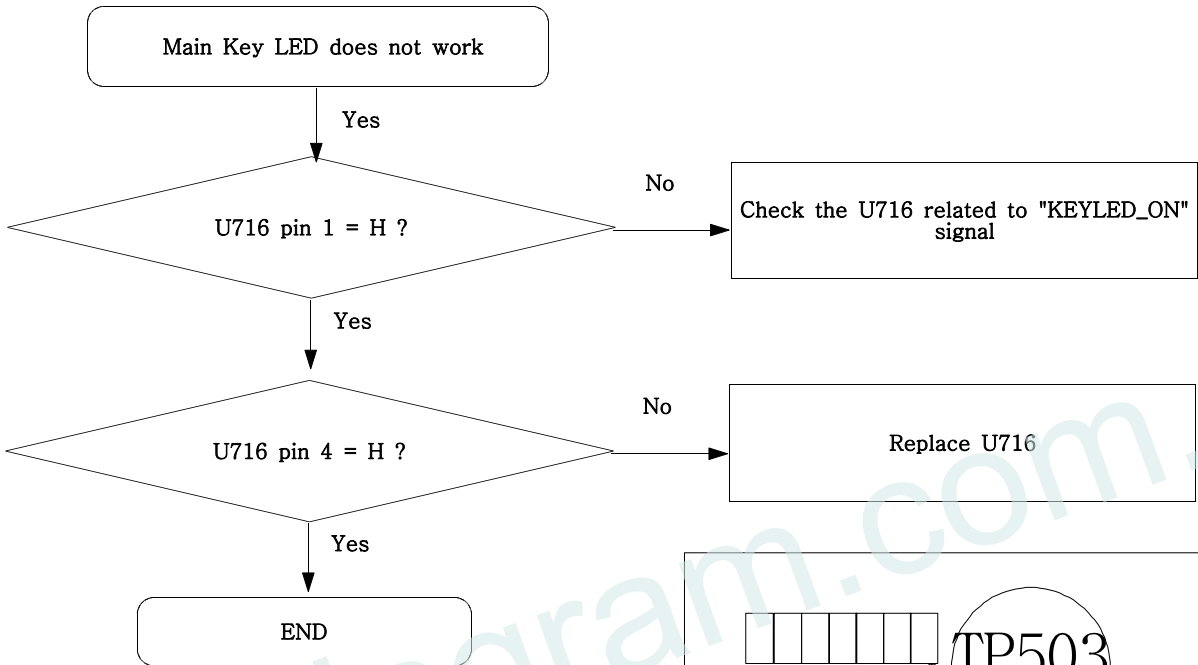 Main Key LED does not work
Yes
U716 pin 1 = H ?
No
Check the U716 related to "KEYLED_ON"
signal
Yes
U716 pin 4 = H ?
No
Replace U716
Yes
END
TP503